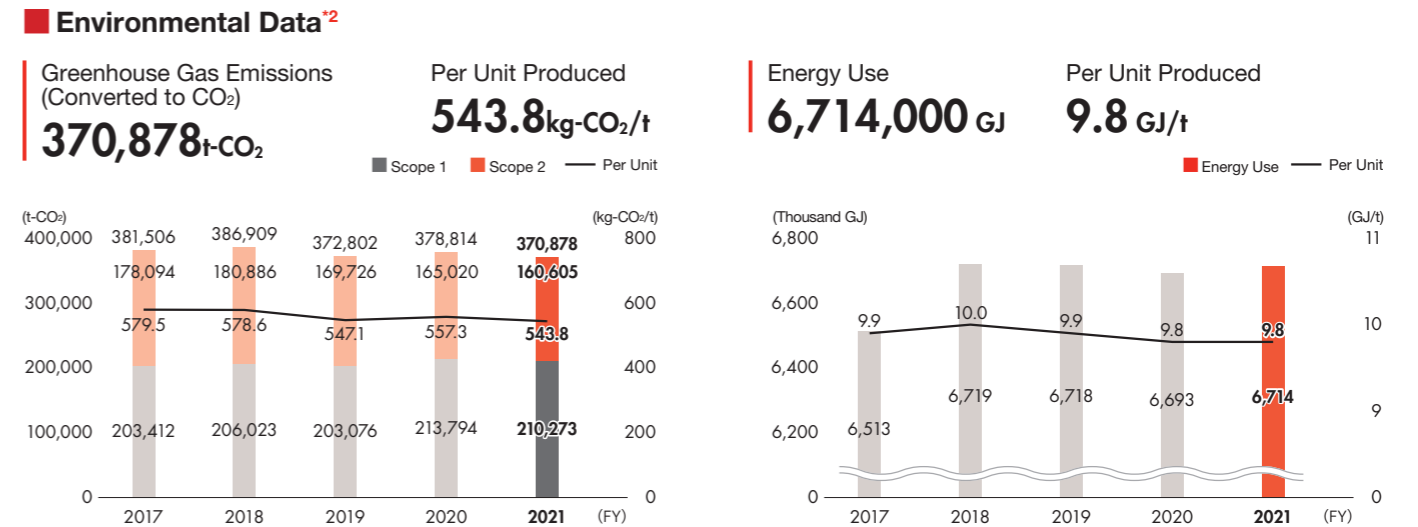 Environmental Data*2
Greenhouse Gas Emissions
(Converted to CO2)
370,878t-CO2
Per Unit Produced
543.8kg-CO2/t
Scope 1 Scope 2 Per Unit
(t-CO2) (kg-CO2/t)
400,000 381,506 386,909 372,802 378,814 370,878 800
178,094 180,886 169,726 165,020 160,605
300,000 600
579.5 578.6 547.1 557.3 543.8
200,000 400
100,000 203,412 206,023 203,076 213,794 210,273 200
0 0
2017 2018 2019 2020 2021 (FY)
Energy Use
6,714,000 GJ
Per Unit Produced
9.8 GJ/t
Energy Use Per Unit
(Thousand GJ) (GJ/t)
6,800 11
6,600
9.9 10.0 9.9 9.8 9.8 10
6,400
6,719 6,718 6,693 6,714
9
6,200 6,513
0 0
2017 2018 2019 2020 2021 (FY)